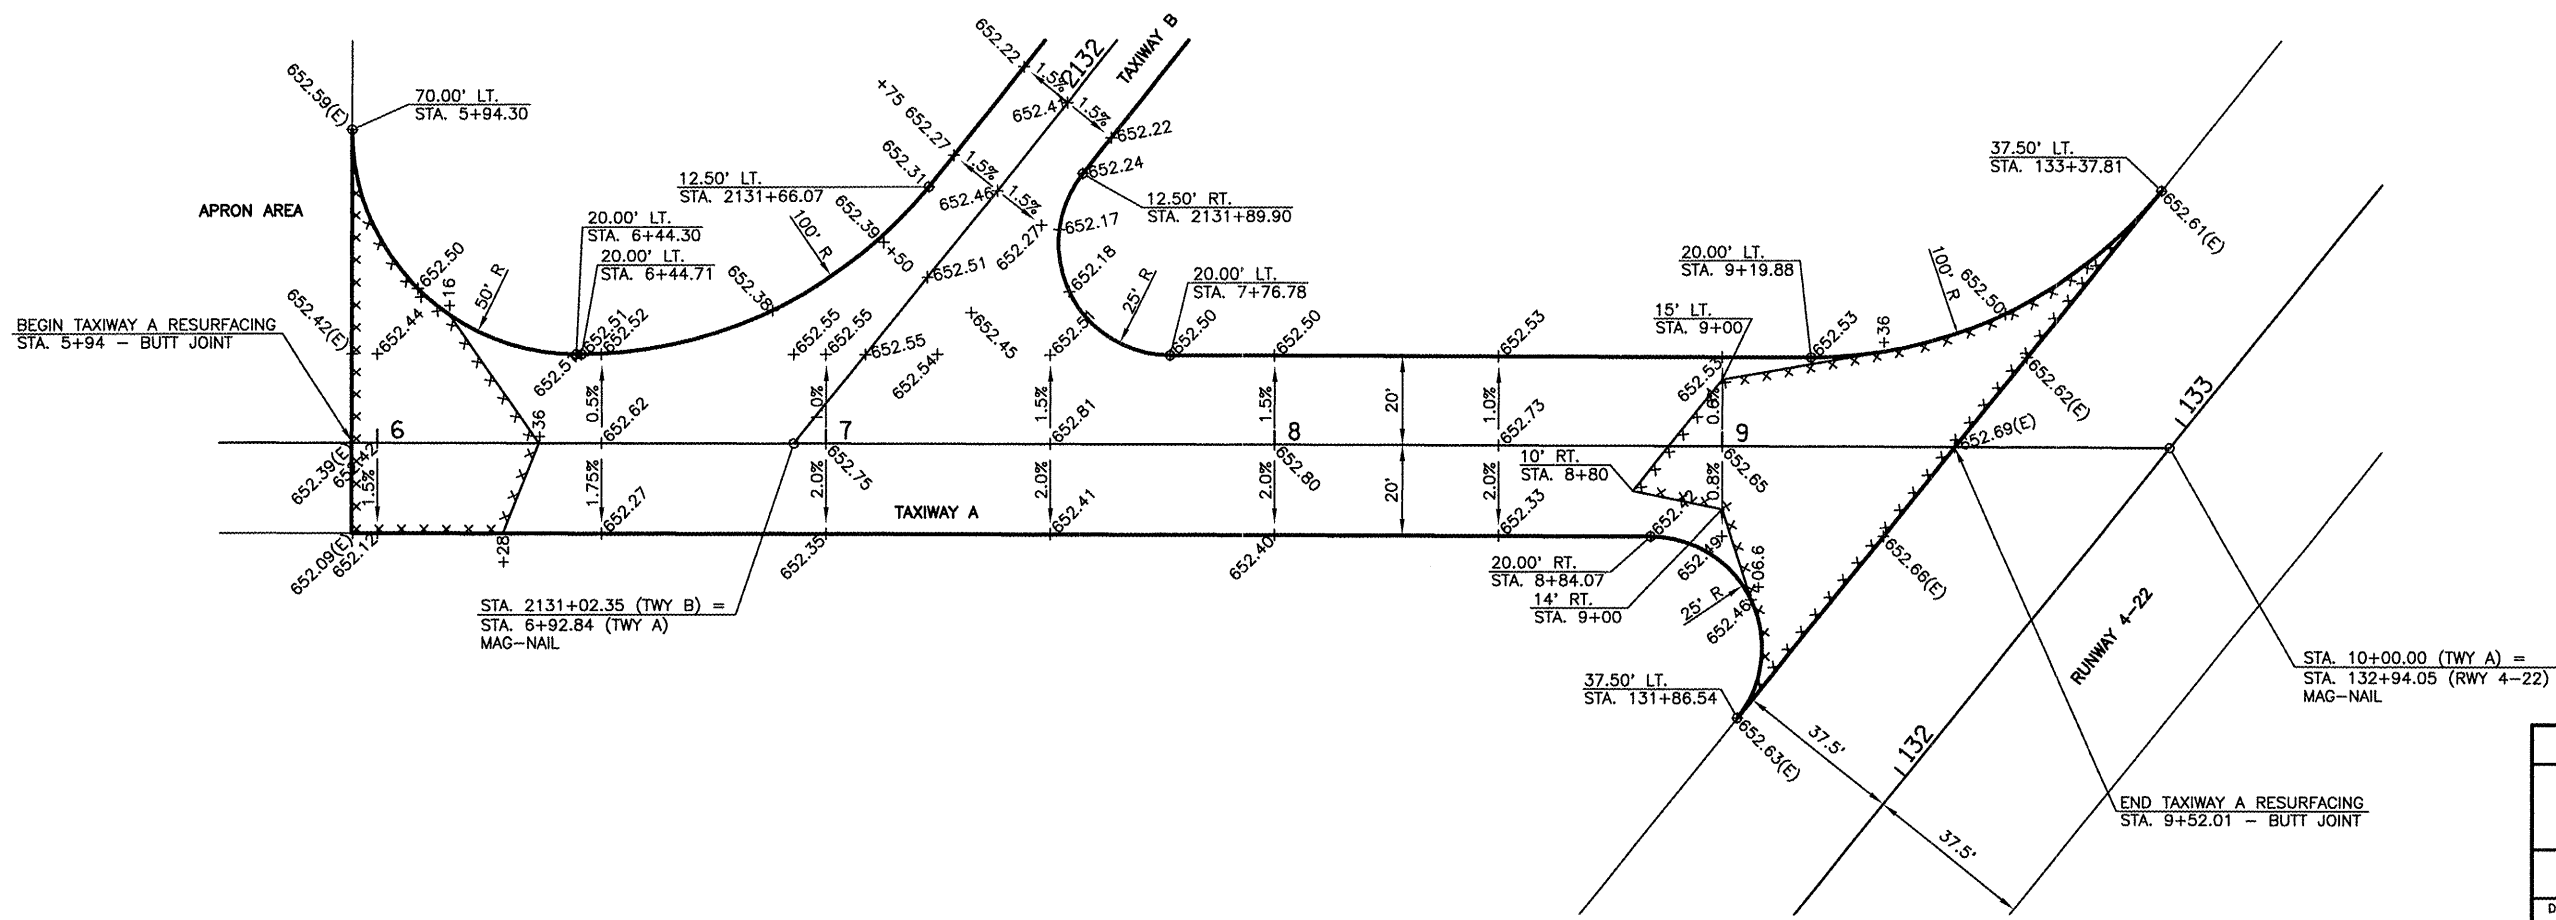 652.59(E)
70.00' LT.
STA. 5+94.30
APRON AREA
652.22
1.5%
2132
TAXIWAY B
652.41
1.5%
652.22
+75 652.27
652.31
1.5%
652.24
12.50' LT.
STA. 2131+66.07
652.46
1.5%
12.50' RT.
STA. 2131+89.90
652.39
+50
100' R
652.27
652.17
37.50' LT.
STA. 133+37.81
652.61(E)
20.00' LT.
STA. 6+44.30
20.00' LT.
STA. 6+44.71
652.50
+16
50' R
652.38
652.51
652.18
25' R
20.00' LT.
STA. 7+76.78
20.00' LT.
STA. 9+19.88
100' R
652.50
15' LT.
STA. 9+00
+36
BEGIN TAXIWAY A RESURFACING
STA. 5+94 – BUTT JOINT
652.42(E)
652.44
652.51
652.51
652.52
652.55
652.55
652.55
652.54
652.45
652.50
652.50
652.53
652.53
652.53
652.62(E)
0.5%
1.0%
1.5%
1.5%
20'
1.0%
0.6%
133
6
+36
652.62
7
652.81
8
652.73
9
652.69(E)
652.39(E)
1.5%
1.75%
2.0%
652.75
2.0%
2.0%
652.80
20'
2.0%
10' RT.
STA. 8+80
0.8%
652.65
652.09(E)
652.12
+28
652.27
652.35
TAXIWAY A
652.41
652.40
652.33
652.49
+06.6
652.66(E)
20.00' RT.
STA. 8+84.07
14' RT.
STA. 9+00
25' R
652.46
STA. 2131+02.35 (TWY B) =
STA. 6+92.84 (TWY A)
MAG–NAIL
37.50' LT.
STA. 131+86.54
652.63(E)
RUNWAY 4–22
STA. 10+00.00 (TWY A) =
STA. 132+94.05 (RWY 4–22)
MAG–NAIL
37.5'
132
END TAXIWAY A RESURFACING
STA. 9+52.01 – BUTT JOINT
37.5'